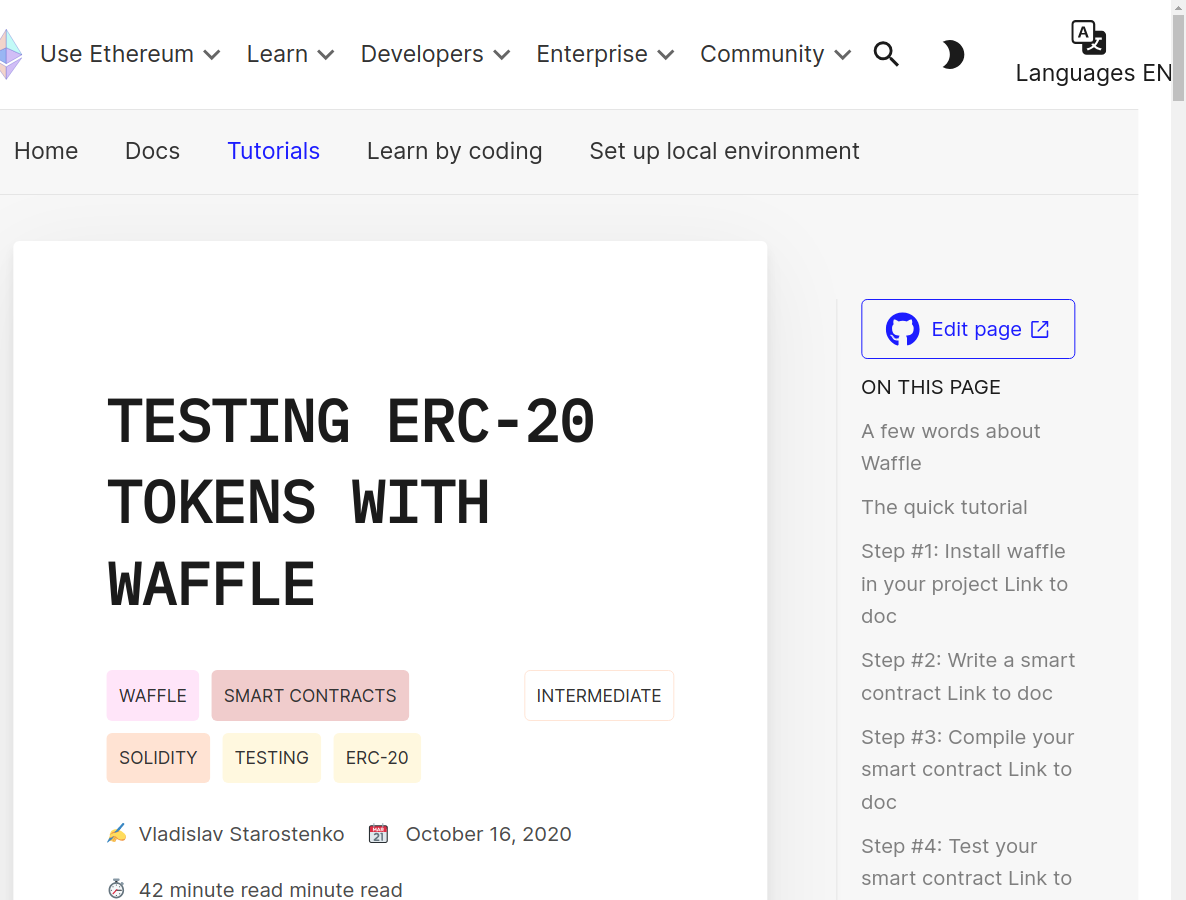 Use Ethereum Learn Developers Enterprise Community
Languages EN
Home Docs Tutorials Learn by coding Set up local environment
TESTING ERC-20
TOKENS WITH
WAFFLE
WAFFLE SMART CONTRACTS INTERMEDIATE
SOLIDITY TESTING ERC-20
Vladislav Starostenko October 16, 2020
42 minute read minute read
Edit page
ON THIS PAGE
A few words about
Waffle
The quick tutorial
Step #1: Install waffle
in your project Link to
doc
Step #2: Write a smart
contract Link to doc
Step #3: Compile your
smart contract Link to
doc
Step #4: Test your
smart contract Link to